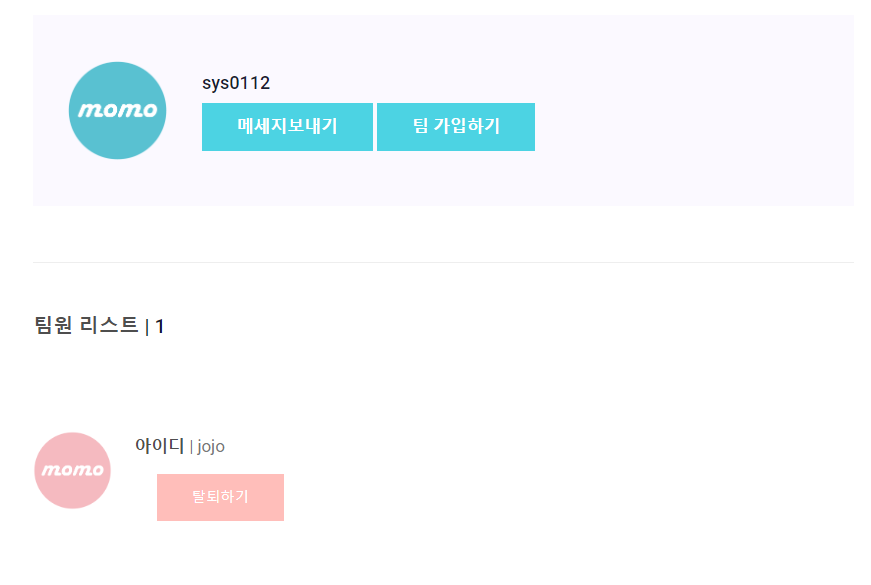 momo
sys0112
메세지보내기 팀 가입하기
팀원 리스트 | 1
momo
아이디 | jojo
탈퇴하기